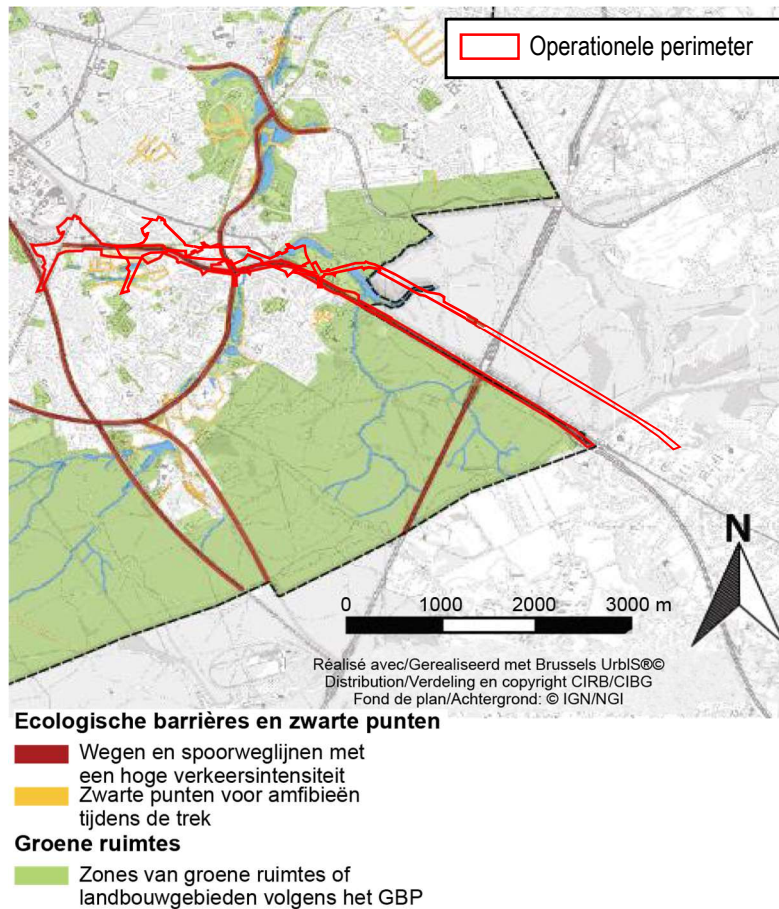 Operationele perimeter
N
0 1000 2000 3000 m
Réalisé avec/Gerealiseerd met Brussels UrbIS®©
Distribution/Verdeling en copyright CIRB/CIBG
Fond de plan/Achtergrond: © IGN/NGI
Ecologische barrières en zwarte punten
Wegen en spoorweglijnen met
een hoge verkeersintensiteit
Zwarte punten voor amfibieën
tijdens de trek
Groene ruimtes
Zones van groene ruimtes of
landbouwgebieden volgens het GBP